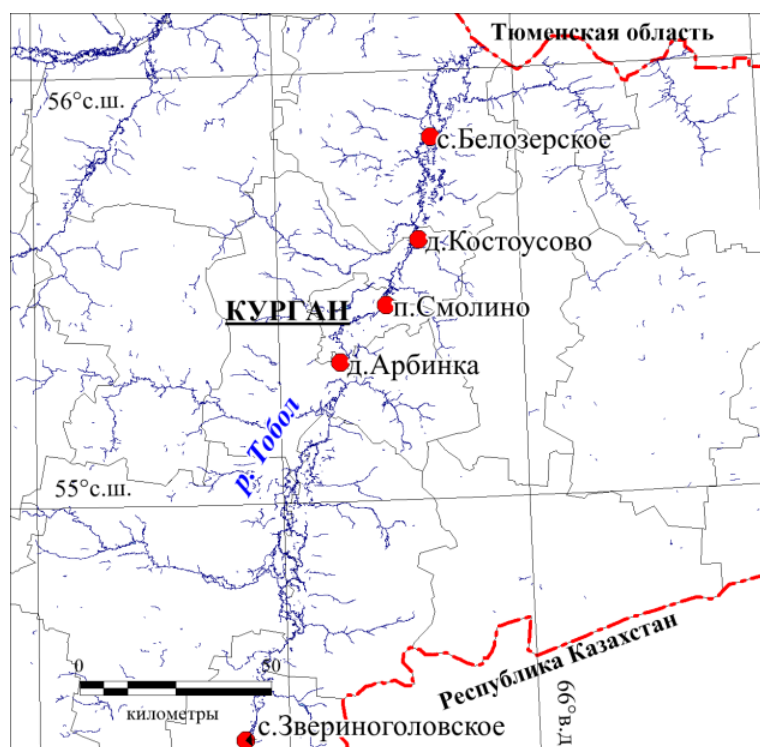 Тюменская область
56°с.ш.
с.Белозерское
д.Костоусово
КУРГАН
п.Смолино
д.Арбинка
р. Тобол
55°с.ш.
Республика Казахстан
0 50
километры
66°в.д
с.Звериноголовское